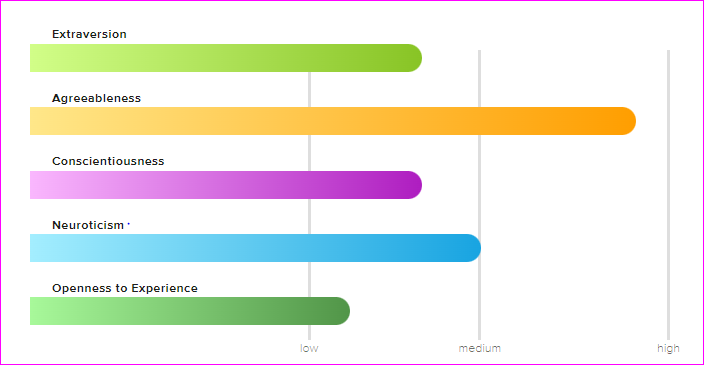 Extraversion
Agreeableness
Conscientiousness
Neuroticism·
Openness to Experience
low medium high